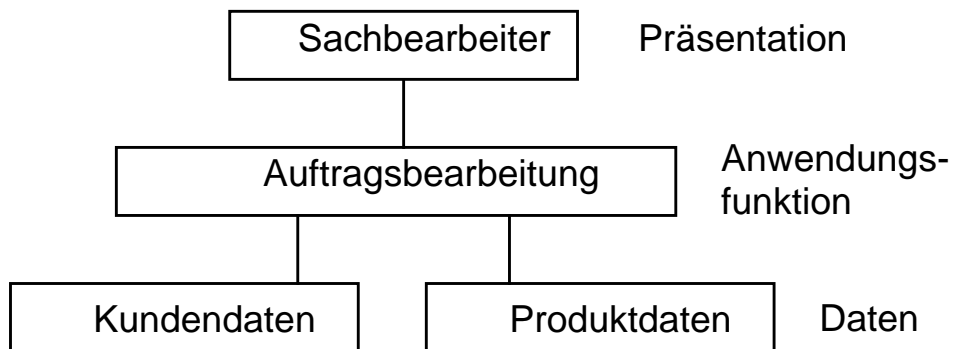 Sachbearbeiter Präsentation
Auftragsbearbeitung Anwendungs-
funktion
Kundendaten Produktdaten Daten